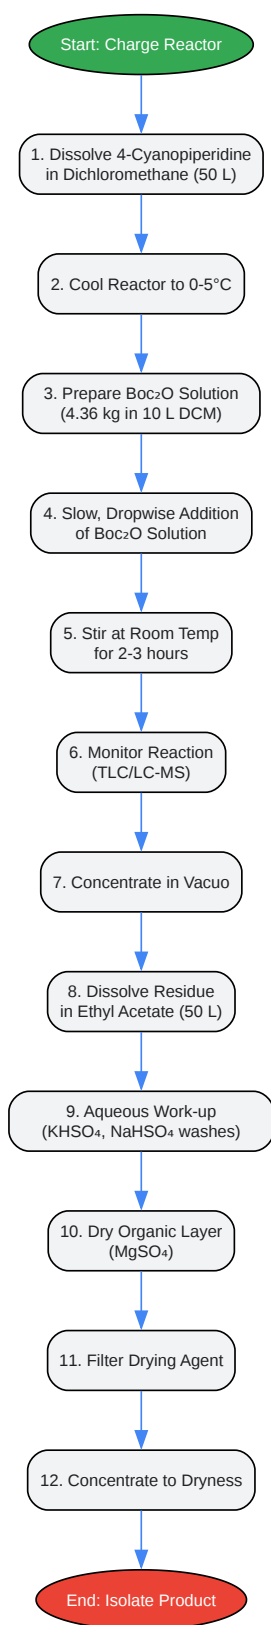 Start: Charge Reactor
1. Dissolve 4-Cyanopiperidine
in Dichloromethane (50 L)
2. Cool Reactor to 0-5°C
3. Prepare Boc₂O Solution
(4.36 kg in 10 L DCM)
4. Slow, Dropwise Addition
of Boc₂O Solution
5. Stir at Room Temp
for 2-3 hours
6. Monitor Reaction
(TLC/LC-MS)
7. Concentrate in Vacuo
8. Dissolve Residue
in Ethyl Acetate (50 L)
9. Aqueous Work-up
(KHSO₄, NaHSO₄ washes)
10. Dry Organic Layer
(MgSO₄)
11. Filter Drying Agent
12. Concentrate to Dryness
End: Isolate Product